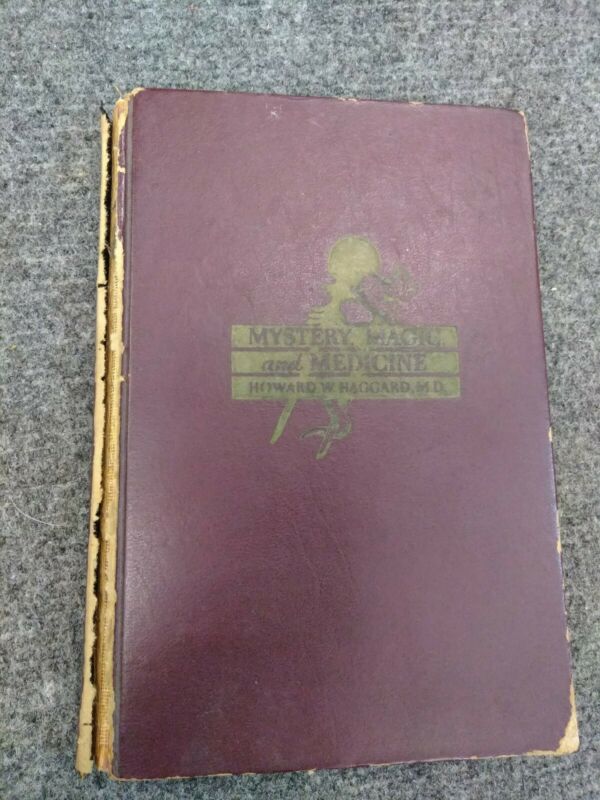 MYSTERY, MAGIC,
and MEDICINE
HOWARD W. HAGGARD, M.D.